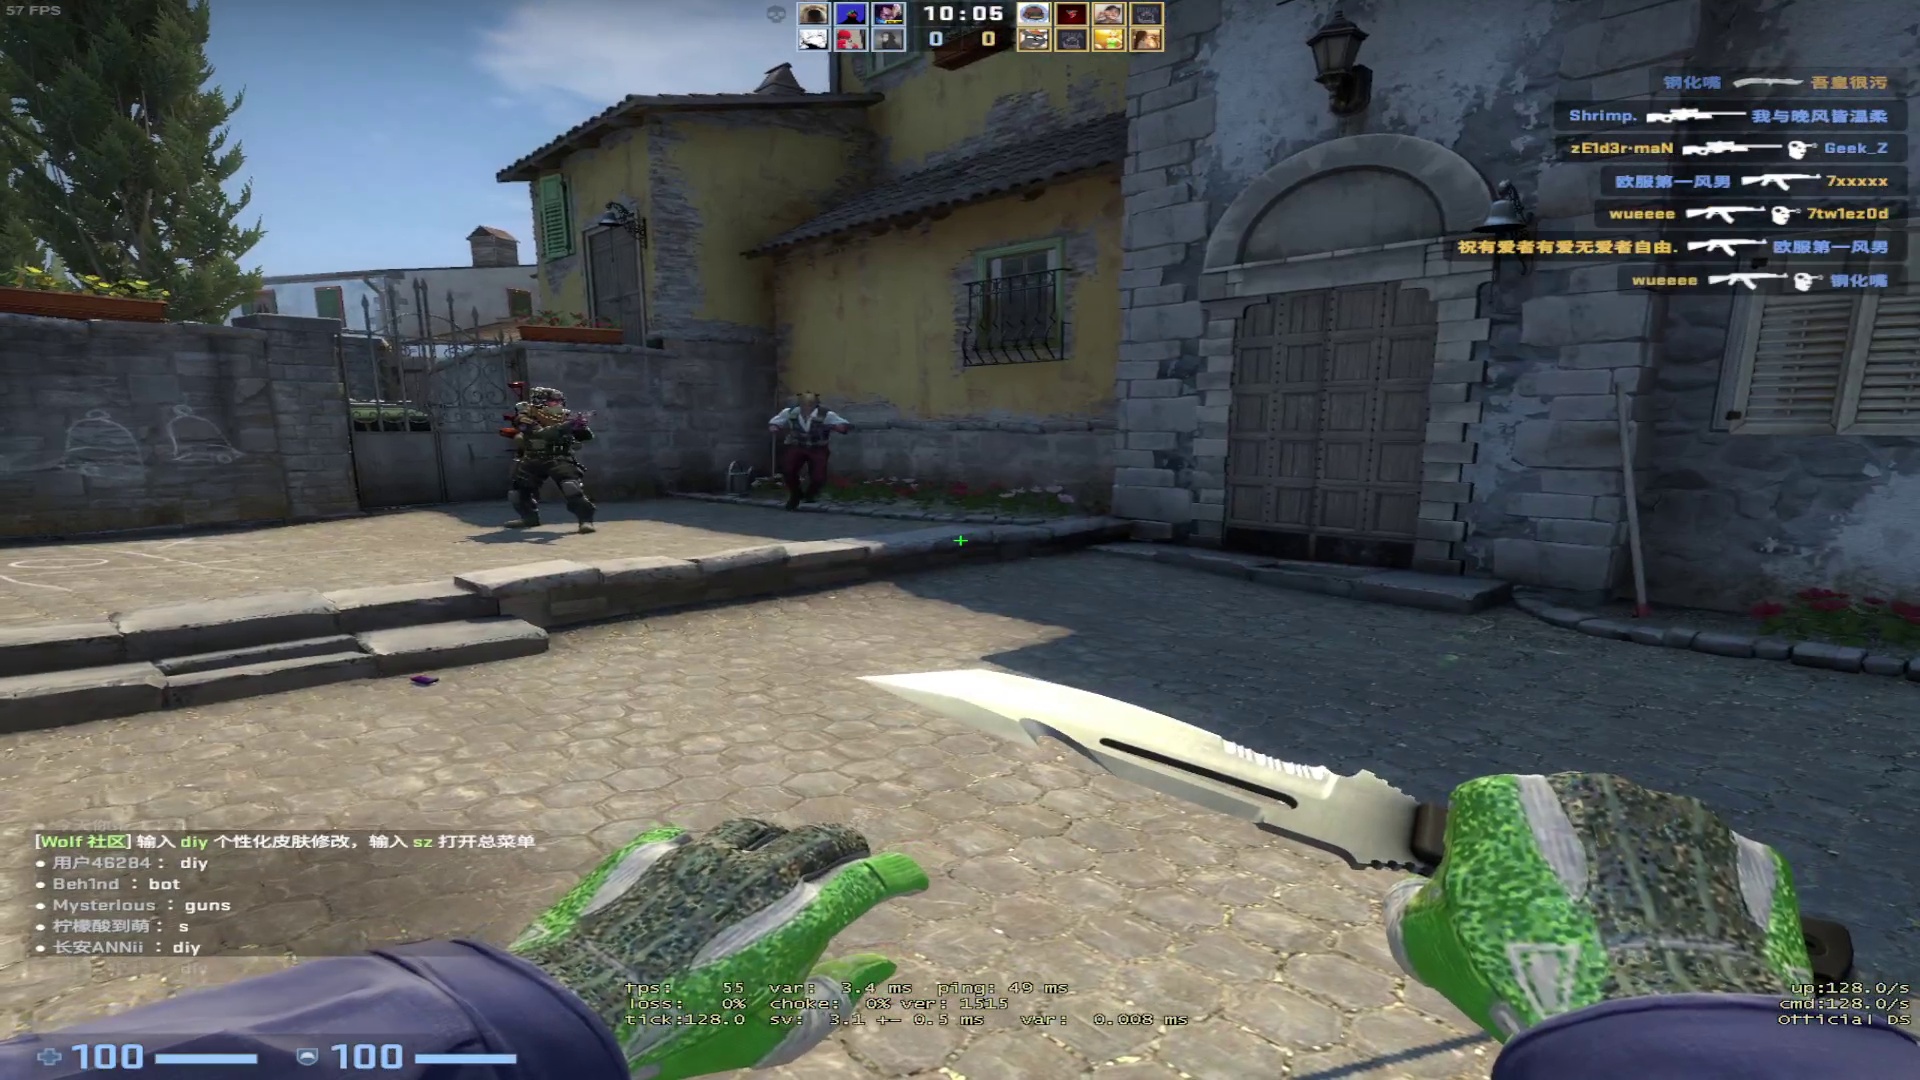 57 FPS
10:05
0 0
钢化嘴 吾皇很污
Shrimp. 我与晚风皆温柔
zE1d3r·maN Geek_Z
欧服第一风男 7xxxxx
wueeee 7tw1ez0d
祝有爱者有爱无爱者自由. 欧服第一风男
wueeee 钢化嘴
[Wolf 社区] 输入 diy 个性化皮肤修改，输入 sz 打开总菜单
● 用户46284： diy
● Beh1nd ： bot
● Myster1ous ： guns
● 柠檬酸到萌： s
● 长安ANNii ： diy
diy
fps: 55 var: 3.4 ms ping: 49 ms
loss: 0% choke: 0% ver: 1515
tick:128.0 sv: 3.1 +- 0.5 ms var: 0.008 ms
up:128.0/s
cmd:128.0/s
Official DS
100 100